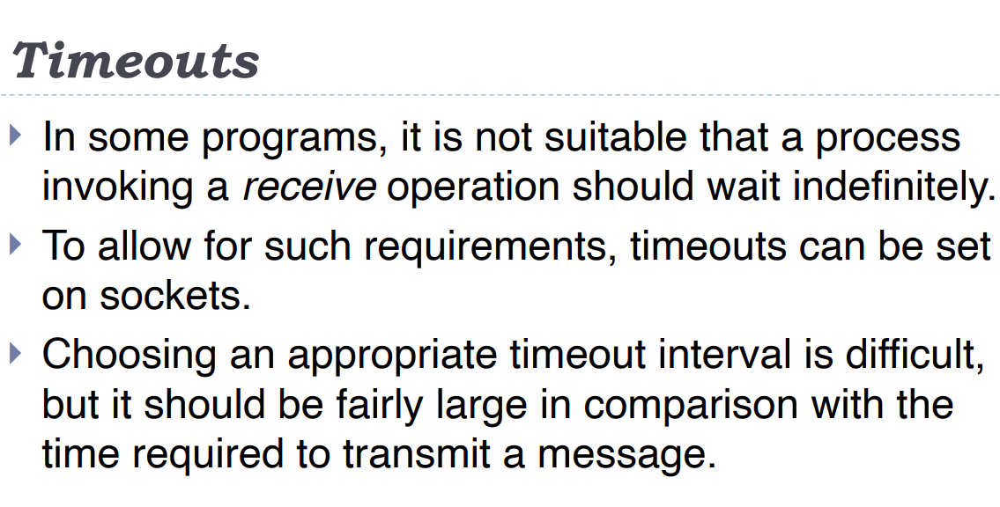 Timeouts
In some programs, it is not suitable that a process
invoking a receive operation should wait indefinitely.
To allow for such requirements, timeouts can be set
on sockets.
Choosing an appropriate timeout interval is difficult,
but it should be fairly large in comparison with the
time required to transmit a message.